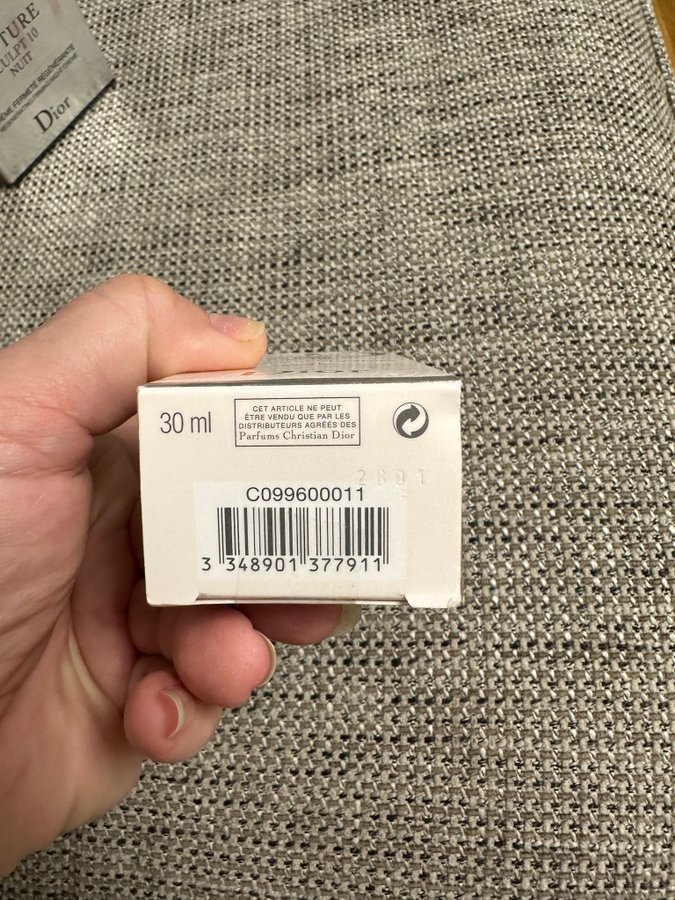 NUIT
Dior
30 ml
CET ARTICLE NE PEUT
ÊTRE VENDU QUE PAR LES
DISTRIBUTEURS AGRÉÉS DES
Parfums Christian Dior
2801
C099600011
3 348901 377911